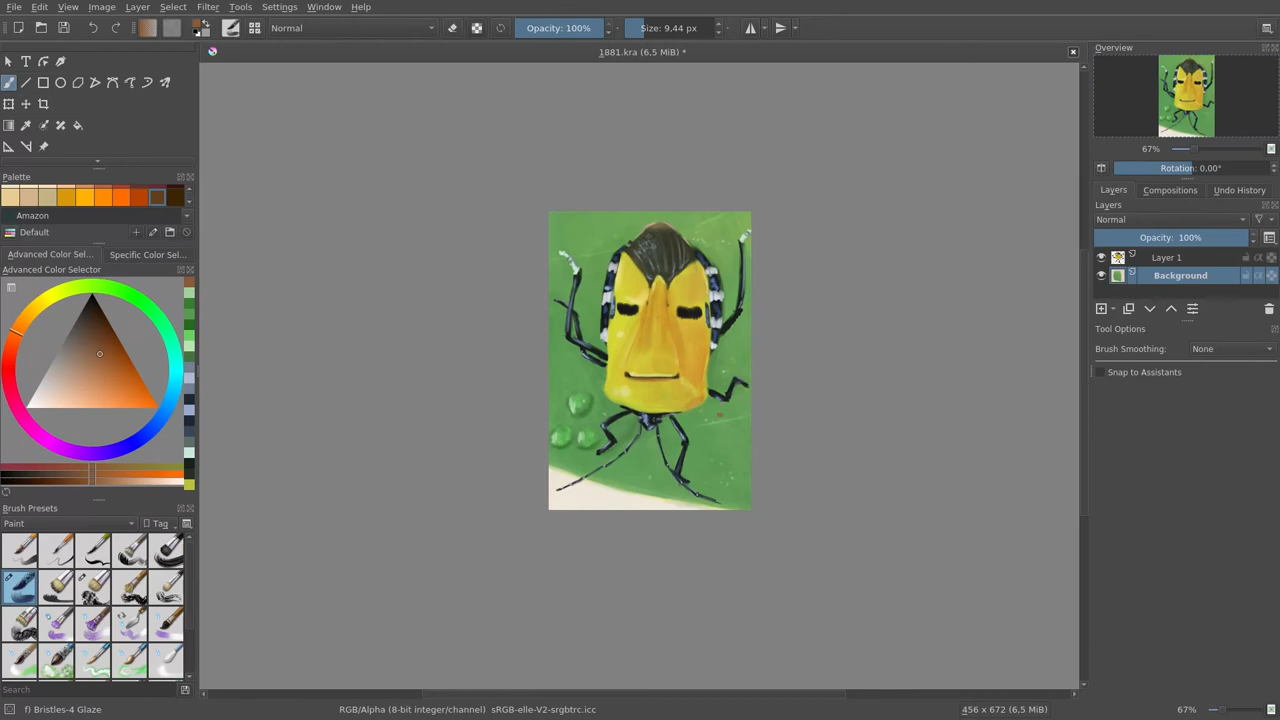 File Edit View Image Layer Select Filter Tools Settings Window Help
Normal Opacity: 100% Size: 9,44 px
1881.kra (6,5 MiB) *
Overview
67%
Rotation: 0,00°
Layers Compositions Undo History
Layers
Normal
Opacity: 100%
Layer 1
Background
Tool Options
Brush Smoothing: None
Snap to Assistants
Palette
Amazon
Default
Advanced Color Sel... Specific Color Sel...
Advanced Color Selector
Brush Presets
Paint Tag
Search
f) Bristles-4 Glaze RGB/Alpha (8-bit integer/channel) sRGB-elle-V2-srgbtrc.icc 456 x 672 (6,5 MiB) 67%